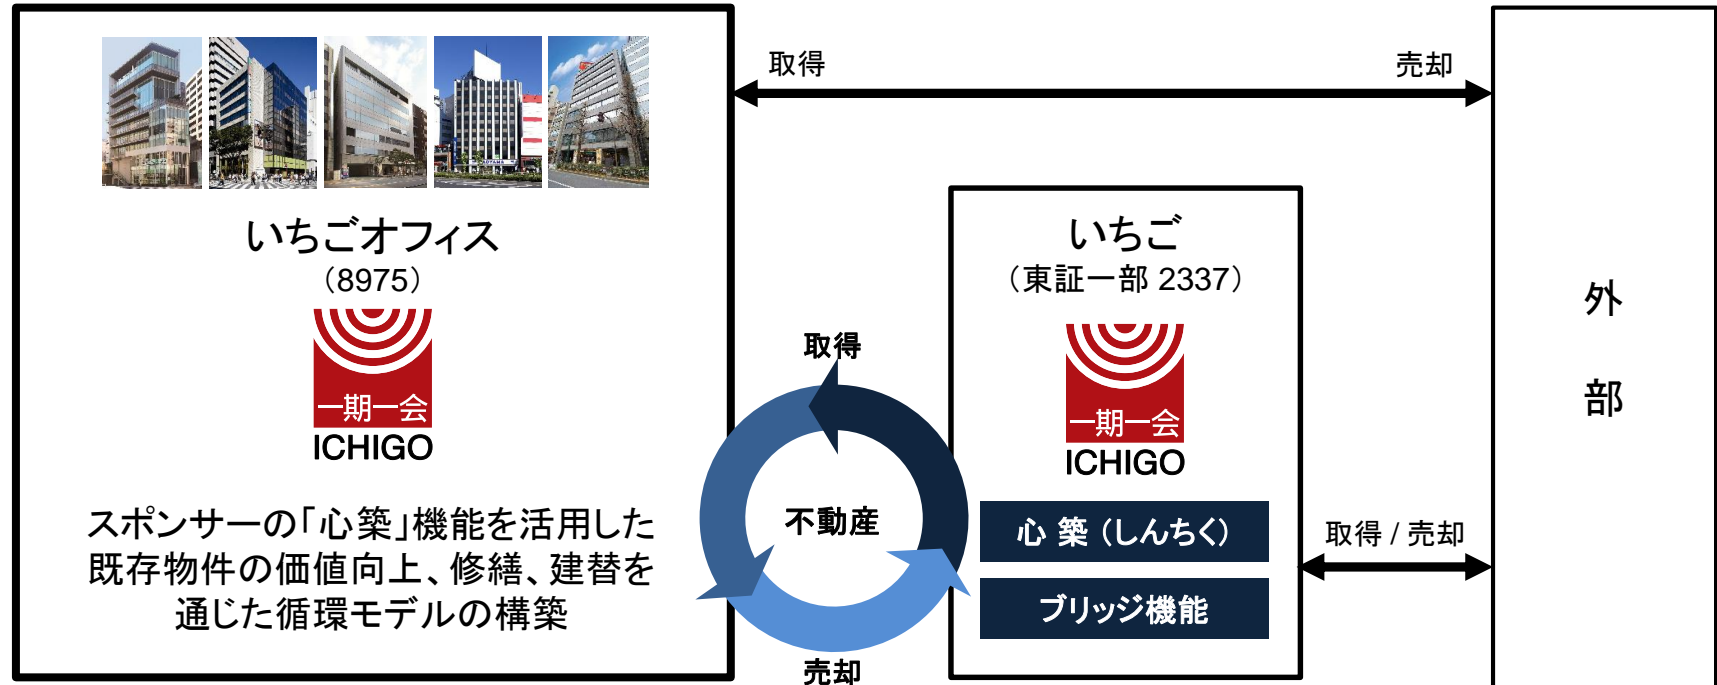 取得
売却
いちごオフィス
（8975）
一期一会
ICHIGO
スポンサーの「心築」機能を活用した
既存物件の価値向上、修繕、建替を
通じた循環モデルの構築
取得
不動産
売却
いちご
（東証一部 2337）
一期一会
ICHIGO
心 築 （しんちく）
ブリッジ機能
取得 / 売却
外
部